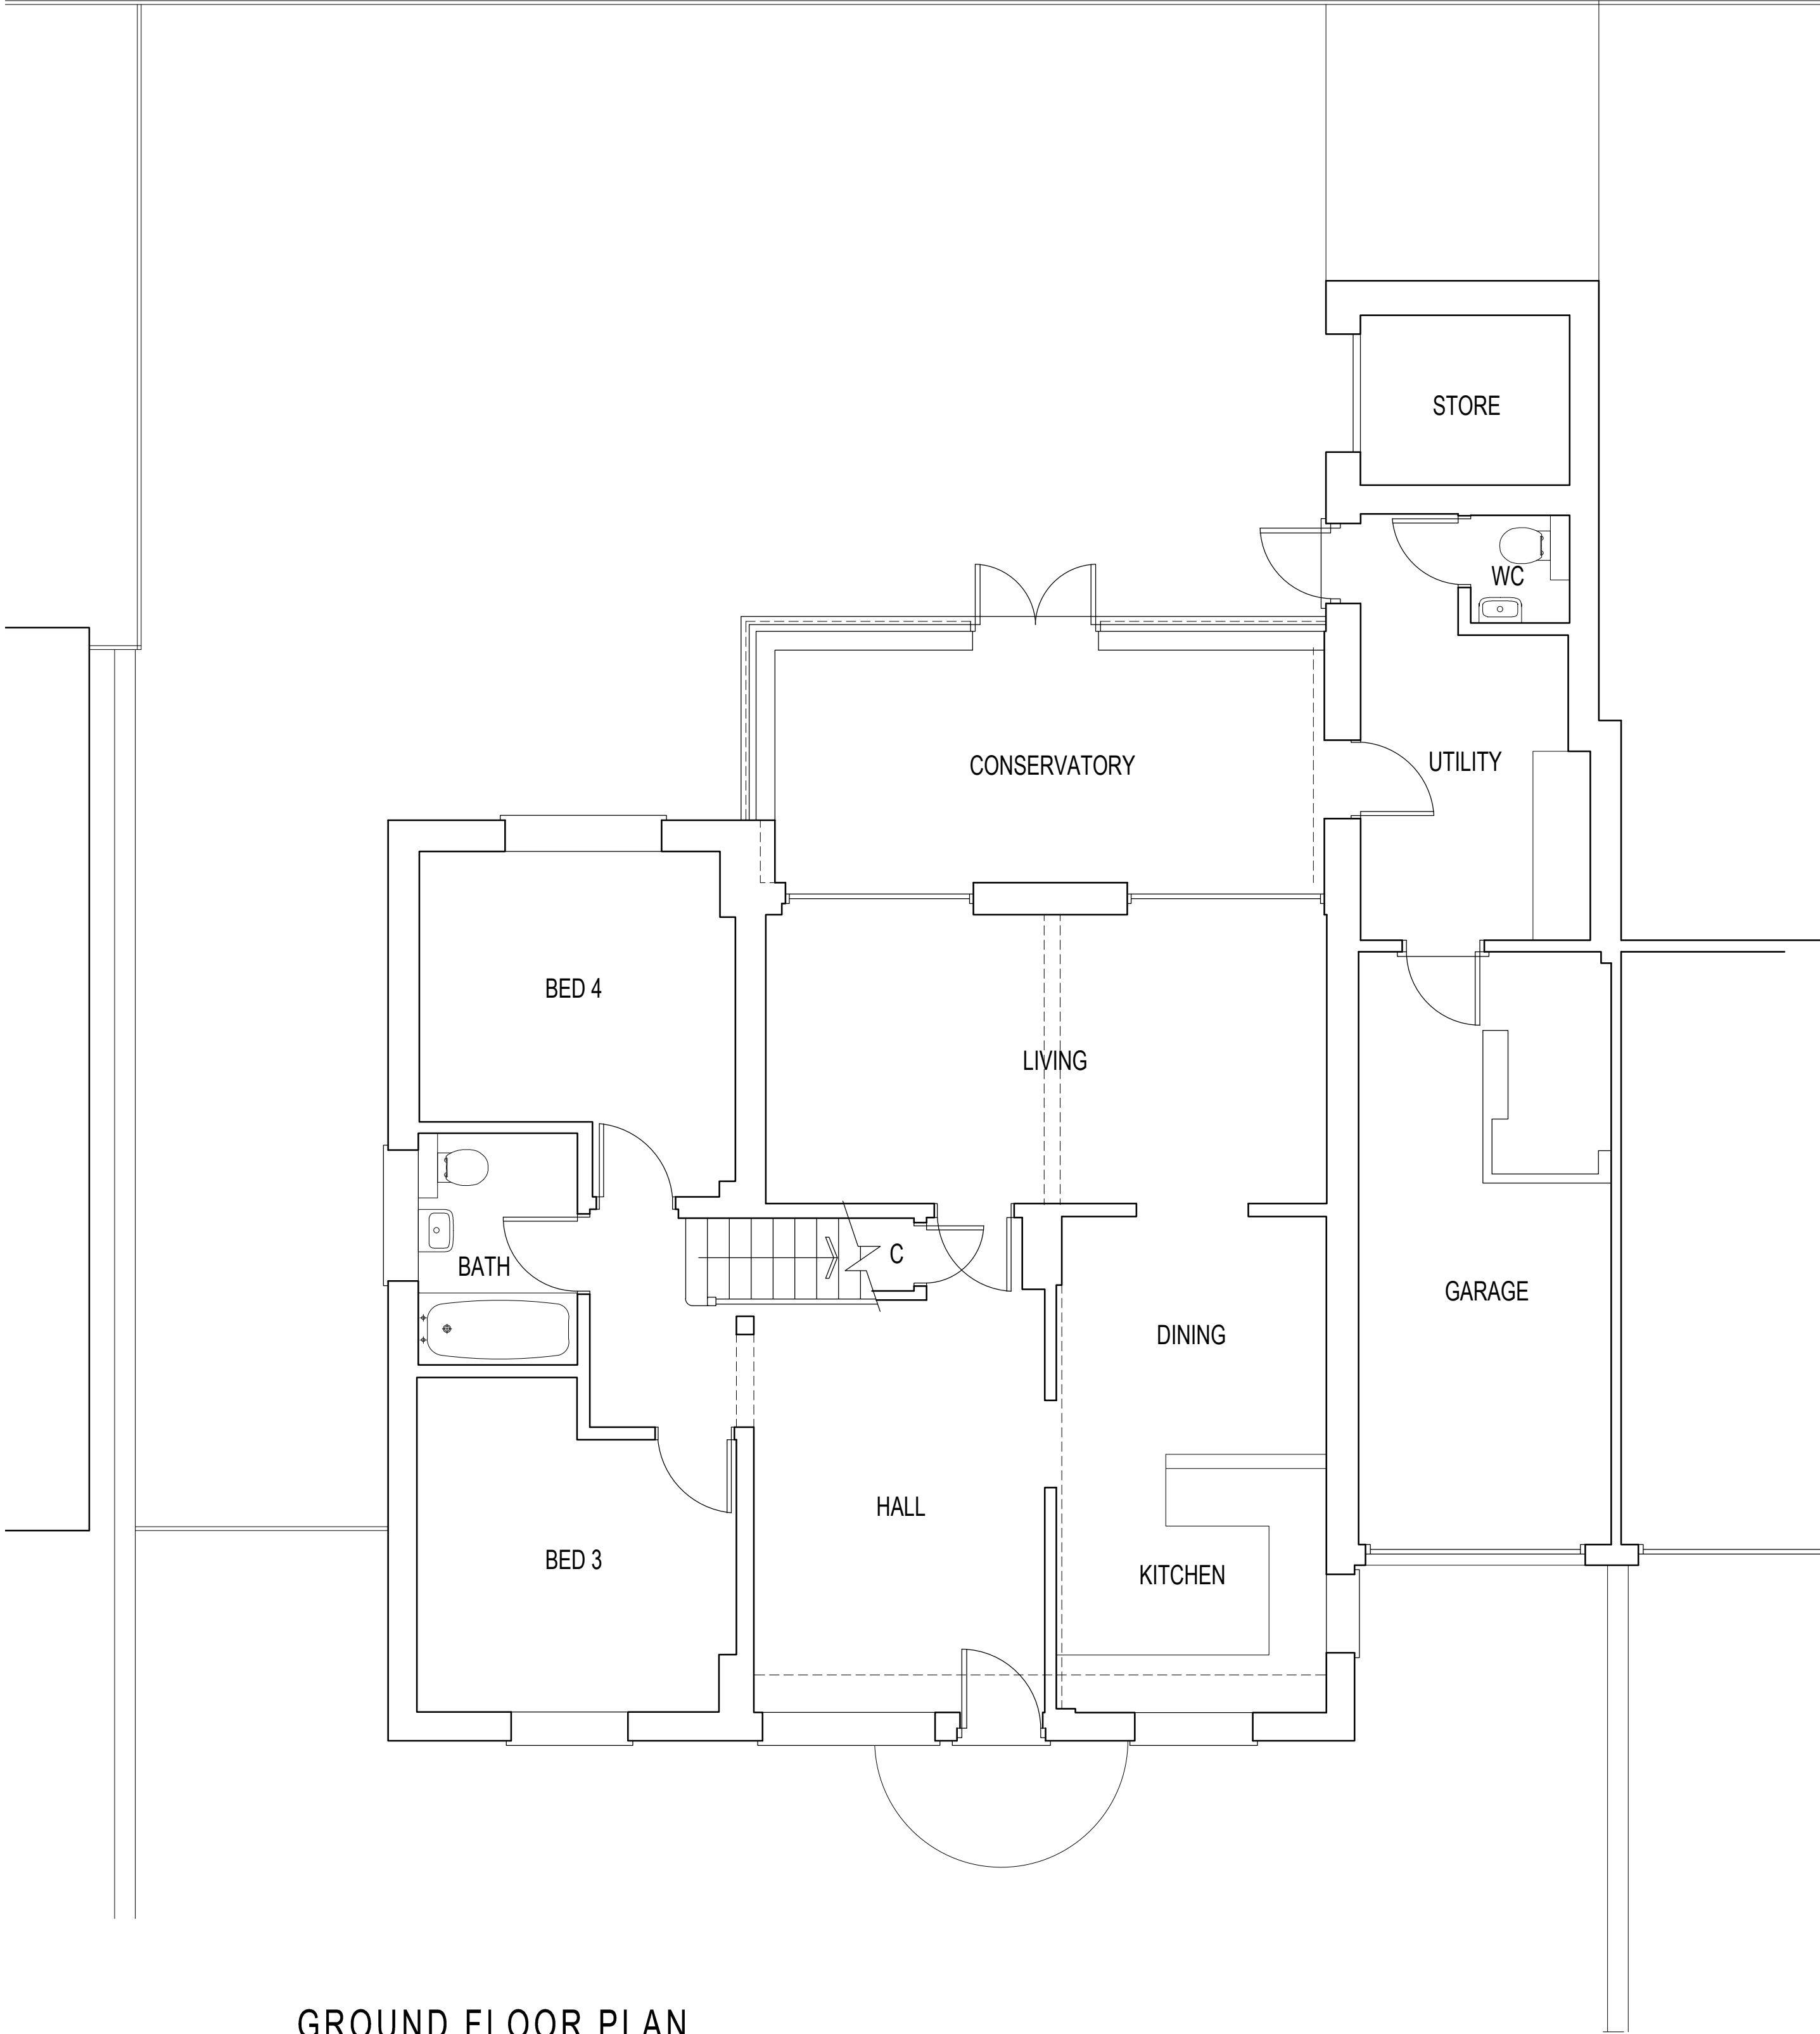 STORE
WC
CONSERVATORY
UTILITY
BED 4
LIVING
C
BATH
GARAGE
DINING
HALL
BED 3
KITCHEN
GROUND FLOOR PLAN